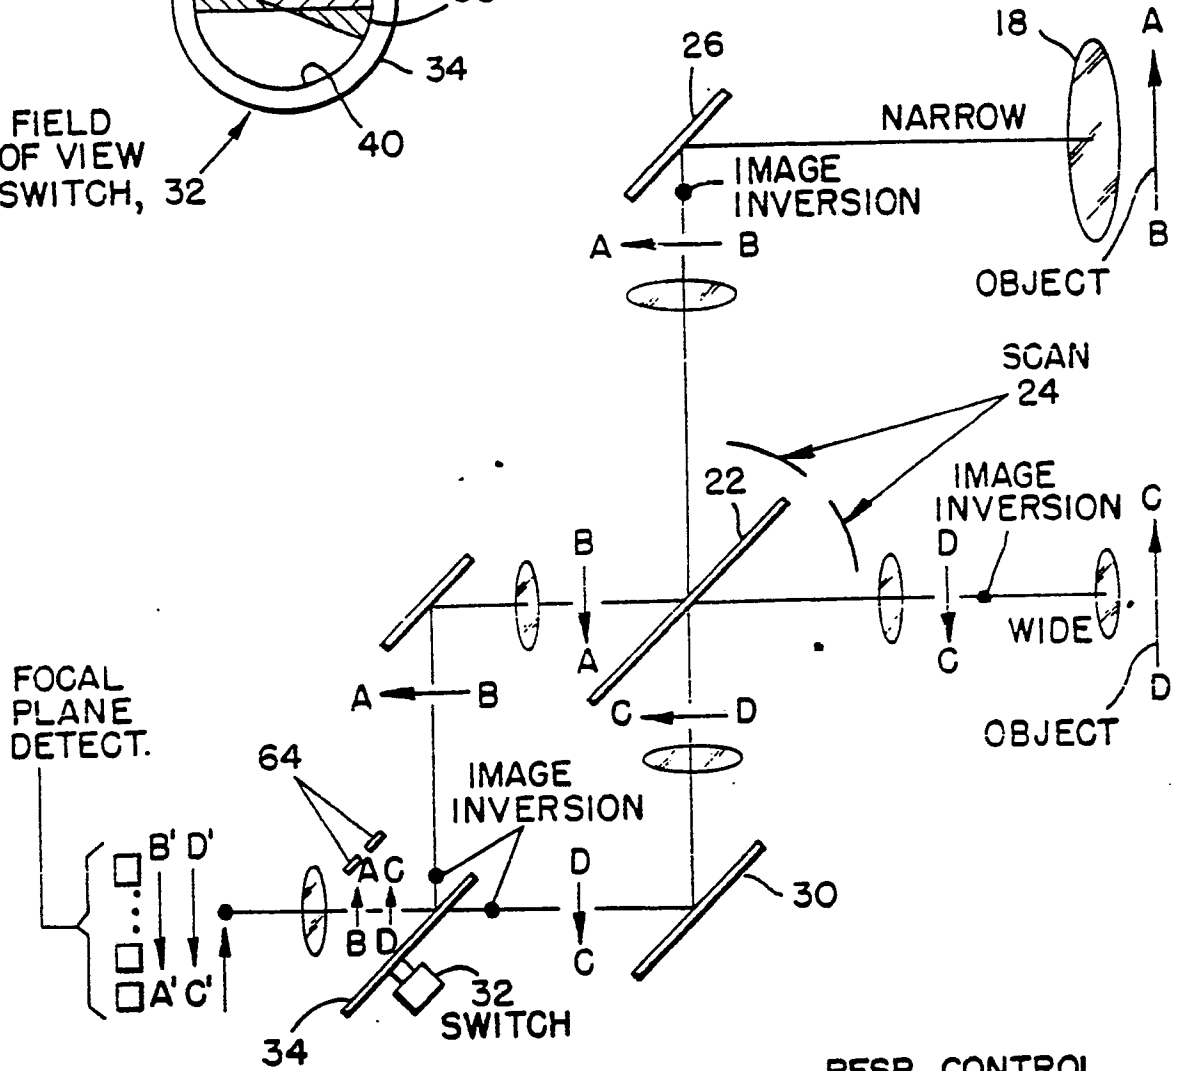 34
40
FIELD
OF VIEW
SWITCH, 32
26
NARROW
IMAGE
INVERSION
A B
18
A
B
OBJECT
SCAN
24
22
IMAGE
INVERSION
C
D
C
WIDE
D
OBJECT
B
A
A B
C D
FOCAL
PLANE
DETECT.
64
IMAGE
INVERSION
B' D'
A C
B D
A' C'
D
C
30
32
SWITCH
34